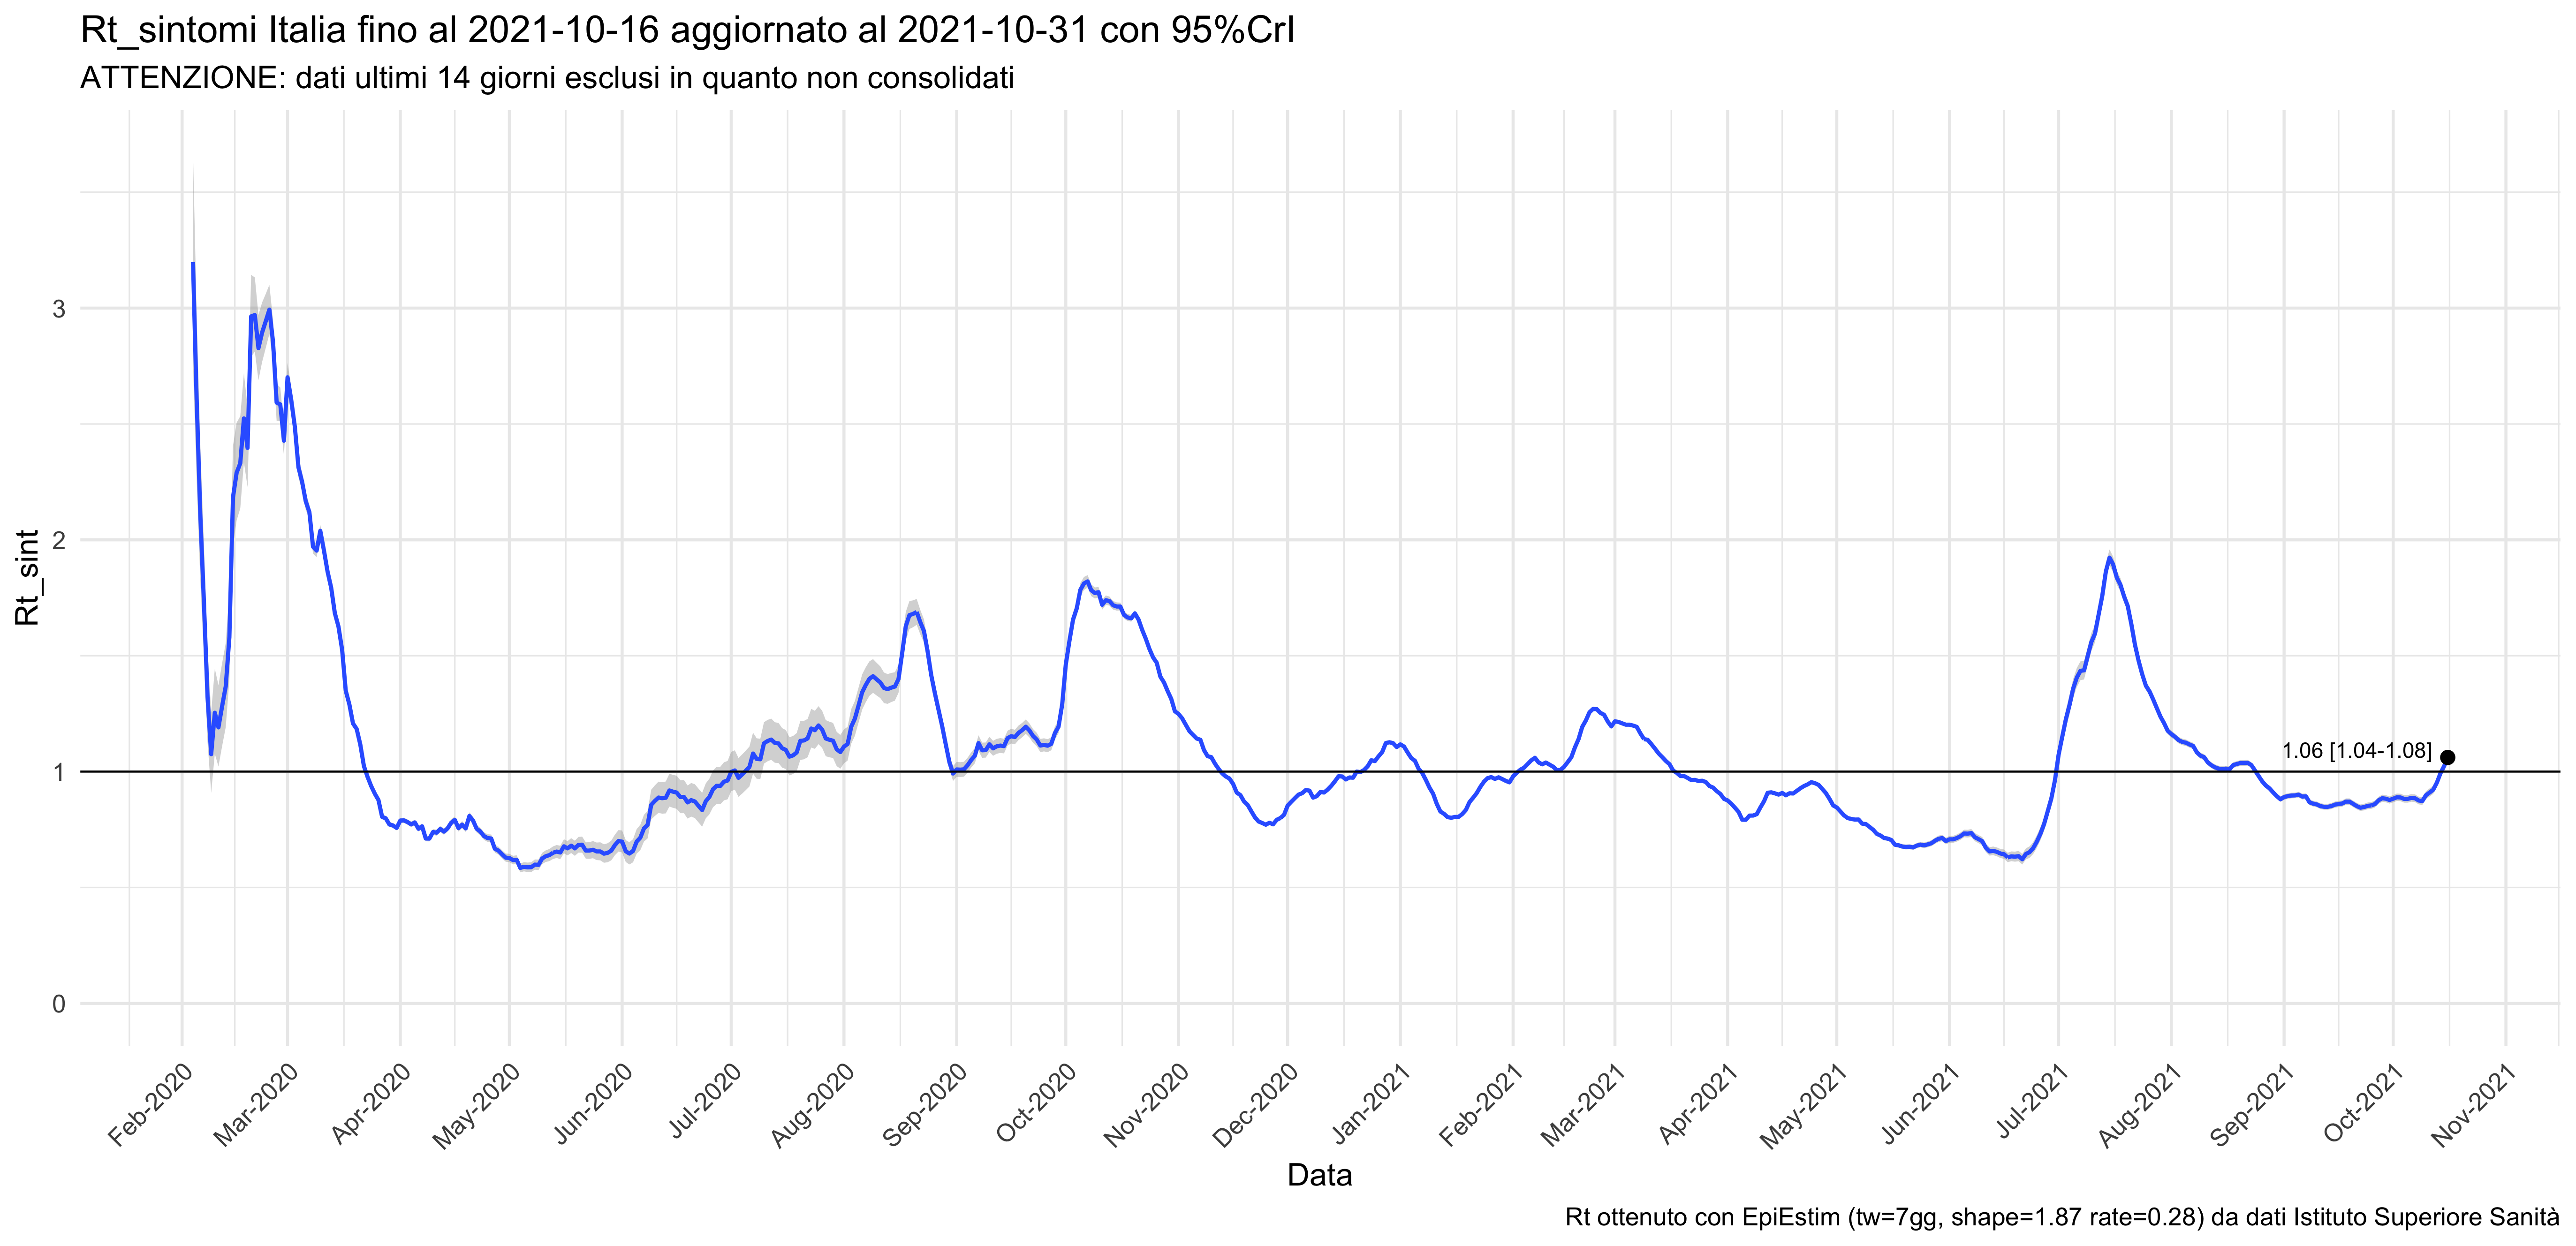 Rt_sintomi Italia fino al 2021-10-16 aggiornato al 2021-10-31 con 95%CrI
ATTENZIONE: dati ultimi 14 giorni esclusi in quanto non consolidati
Rt_sint
3
2
1
0
1.06 [1.04-1.08]
Feb-2020
Mar-2020
Apr-2020
May-2020
Jun-2020
Jul-2020
Aug-2020
Sep-2020
Oct-2020
Nov-2020
Dec-2020
Jan-2021
Feb-2021
Mar-2021
Apr-2021
May-2021
Jun-2021
Jul-2021
Aug-2021
Sep-2021
Oct-2021
Nov-2021
Data
Rt ottenuto con EpiEstim (tw=7gg, shape=1.87 rate=0.28) da dati Istituto Superiore Sanità